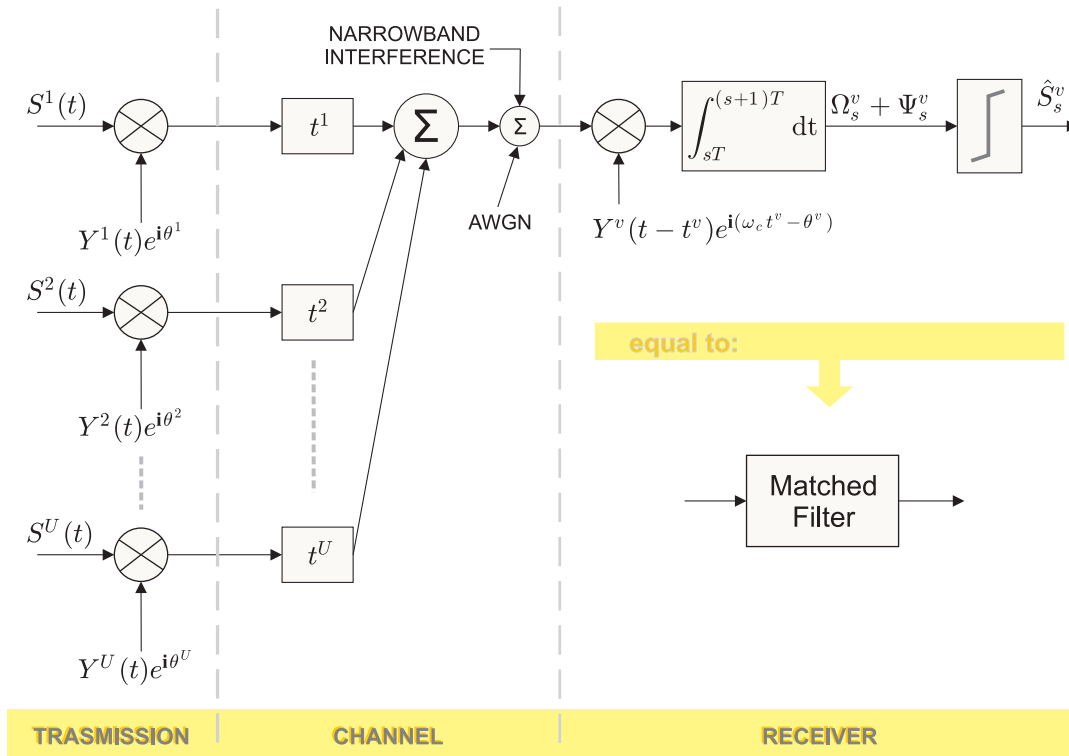 NARROWBAND
INTERFERENCE
S^1(t)
t^1
Σ
Σ
∫_{sT}^{(s+1)T} dt
Ω_s^v + Ψ_s^v
Ŝ_s^v
AWGN
Y^1(t)e^{iθ^1}
Y^v(t − t^v)e^{i(ω_c t^v − θ^v)}
S^2(t)
t^2
equal to:
Y^2(t)e^{iθ^2}
Matched
Filter
S^U(t)
t^U
Y^U(t)e^{iθ^U}
TRASMISSION
CHANNEL
RECEIVER